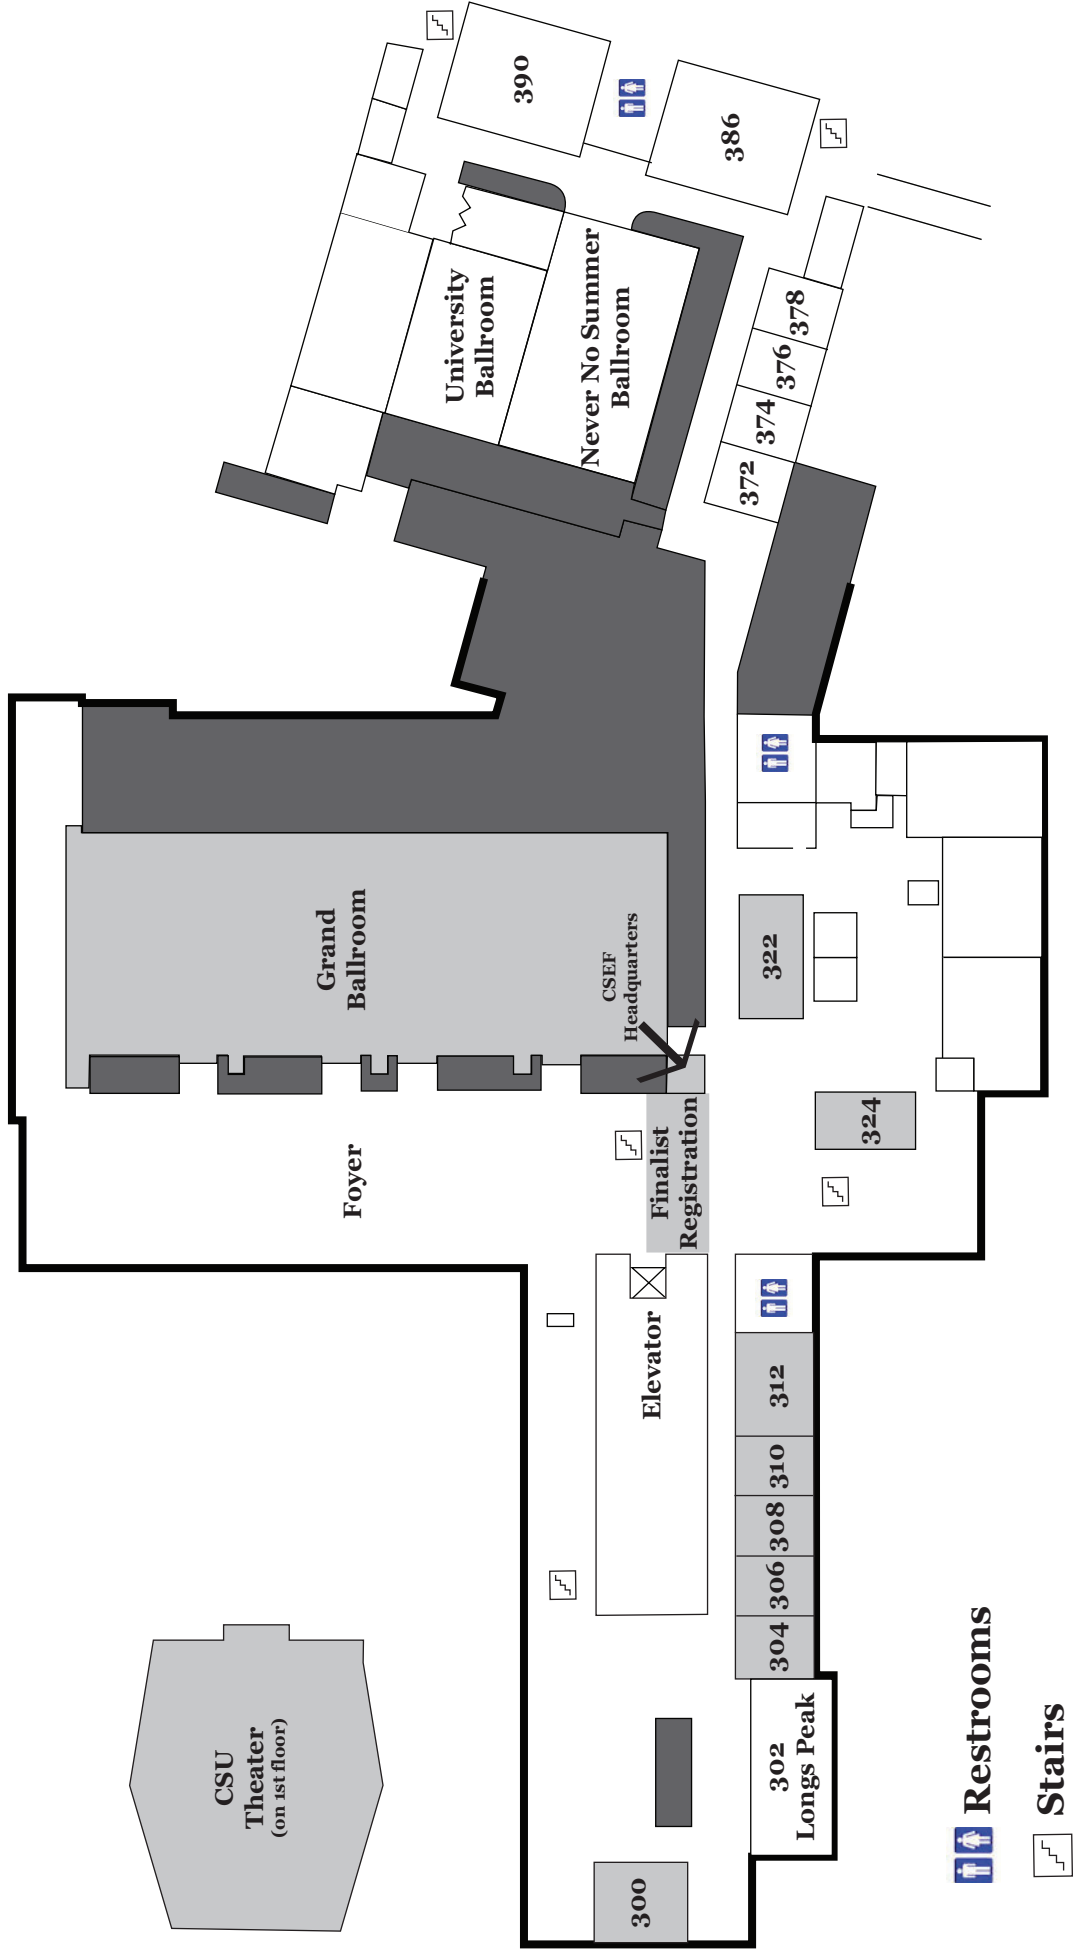 390
386
University
Ballroom
Never No Summer
Ballroom
378
376
374
372
Grand
Ballroom
CSEF
Headquarters
322
324
Foyer
Finalist
Registration
Elevator
312
310
308
306
304
302
Longs Peak
300
CSU
Theater
(on 1st floor)
Restrooms
Stairs